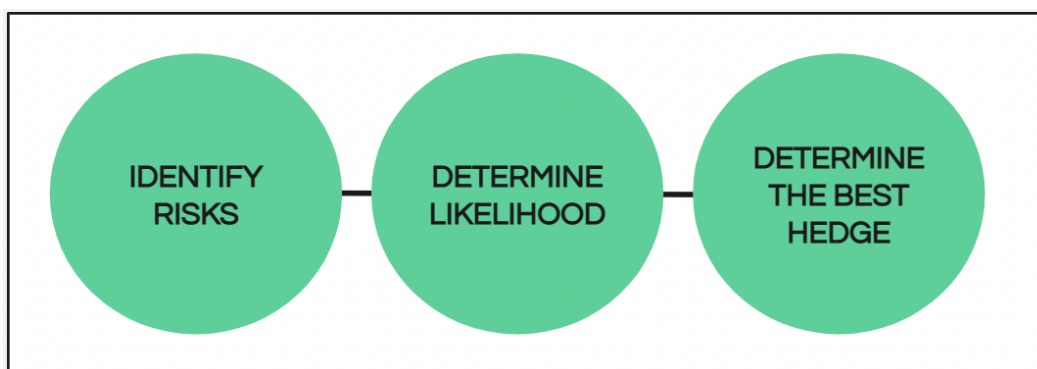 IDENTIFY
RISKS
DETERMINE
LIKELIHOOD
DETERMINE
THE BEST
HEDGE